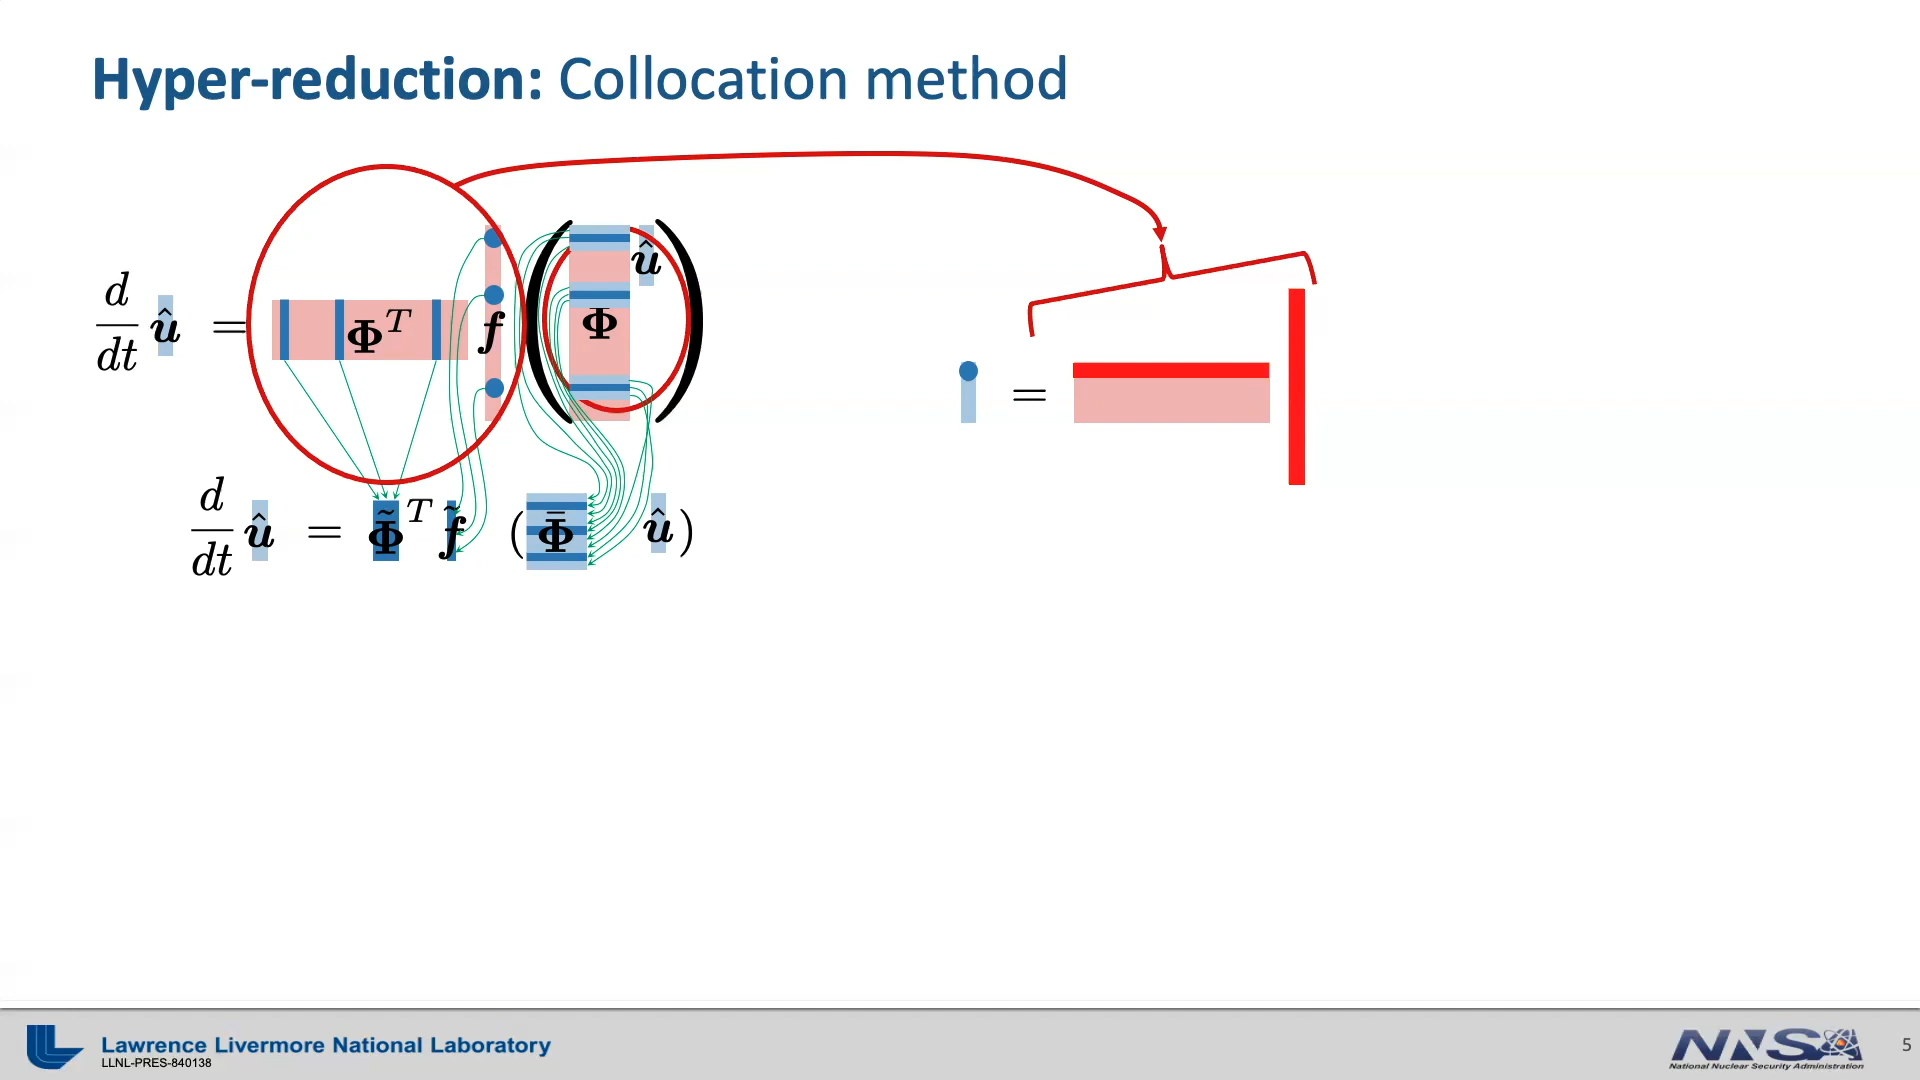 Hyper-reduction: Collocation method
d/dt û = Φ^T f ( Φ û )
=
d/dt û = Φ̃^T f̃ ( Φ̄ û )
Lawrence Livermore National Laboratory
LLNL-PRES-840138
NNSA
National Nuclear Security Administration
5